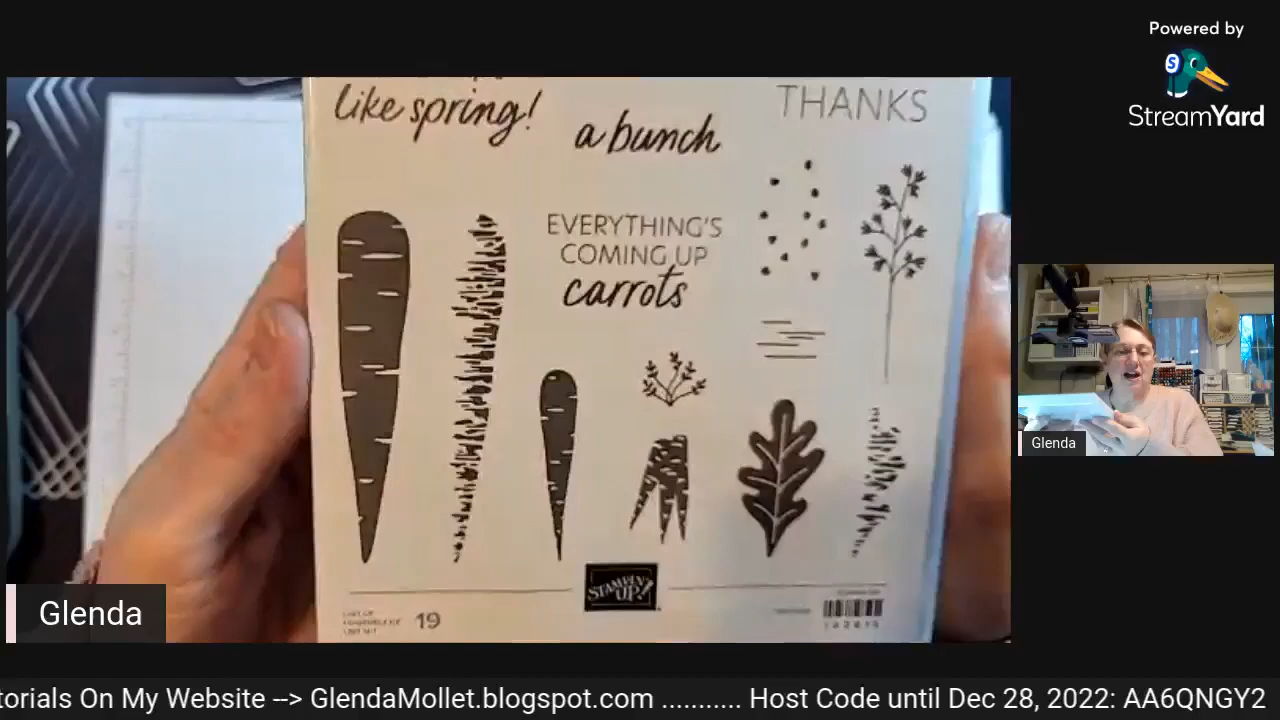 Powered by
StreamYard
like spring!
a bunch
THANKS
EVERYTHING'S
COMING UP
carrots
STAMPIN' UP!
19
Glenda
Glenda
torials On My Website --> GlendaMollet.blogspot.com ........... Host Code until Dec 28, 2022: AA6QNGY2